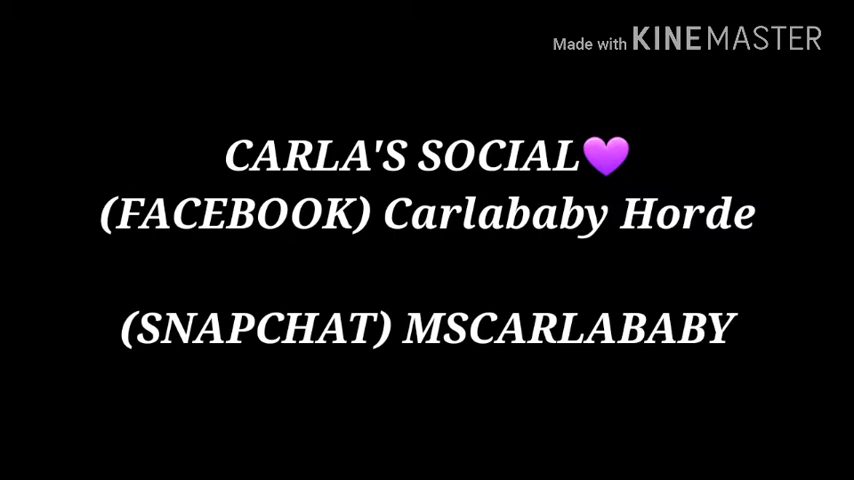 Made with KINEMASTER
CARLA'S SOCIAL💜
(FACEBOOK) Carlababy Horde
(SNAPCHAT) MSCARLABABY